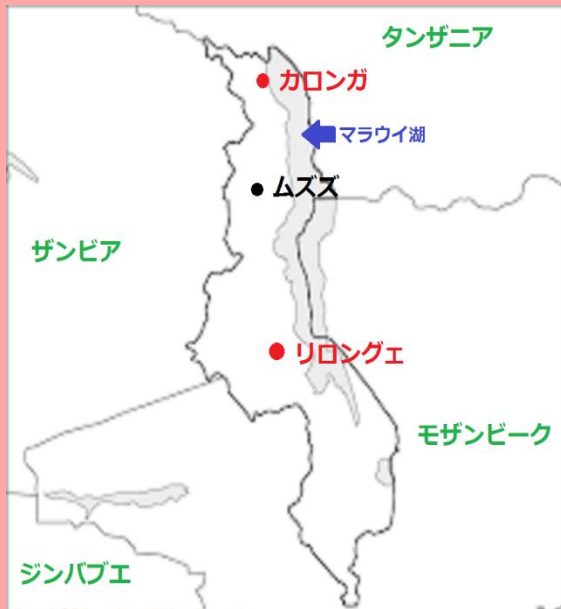 タンザニア
カロンガ
マラウイ湖
ムズズ
ザンビア
リロングェ
モザンビーク
ジンバブエ